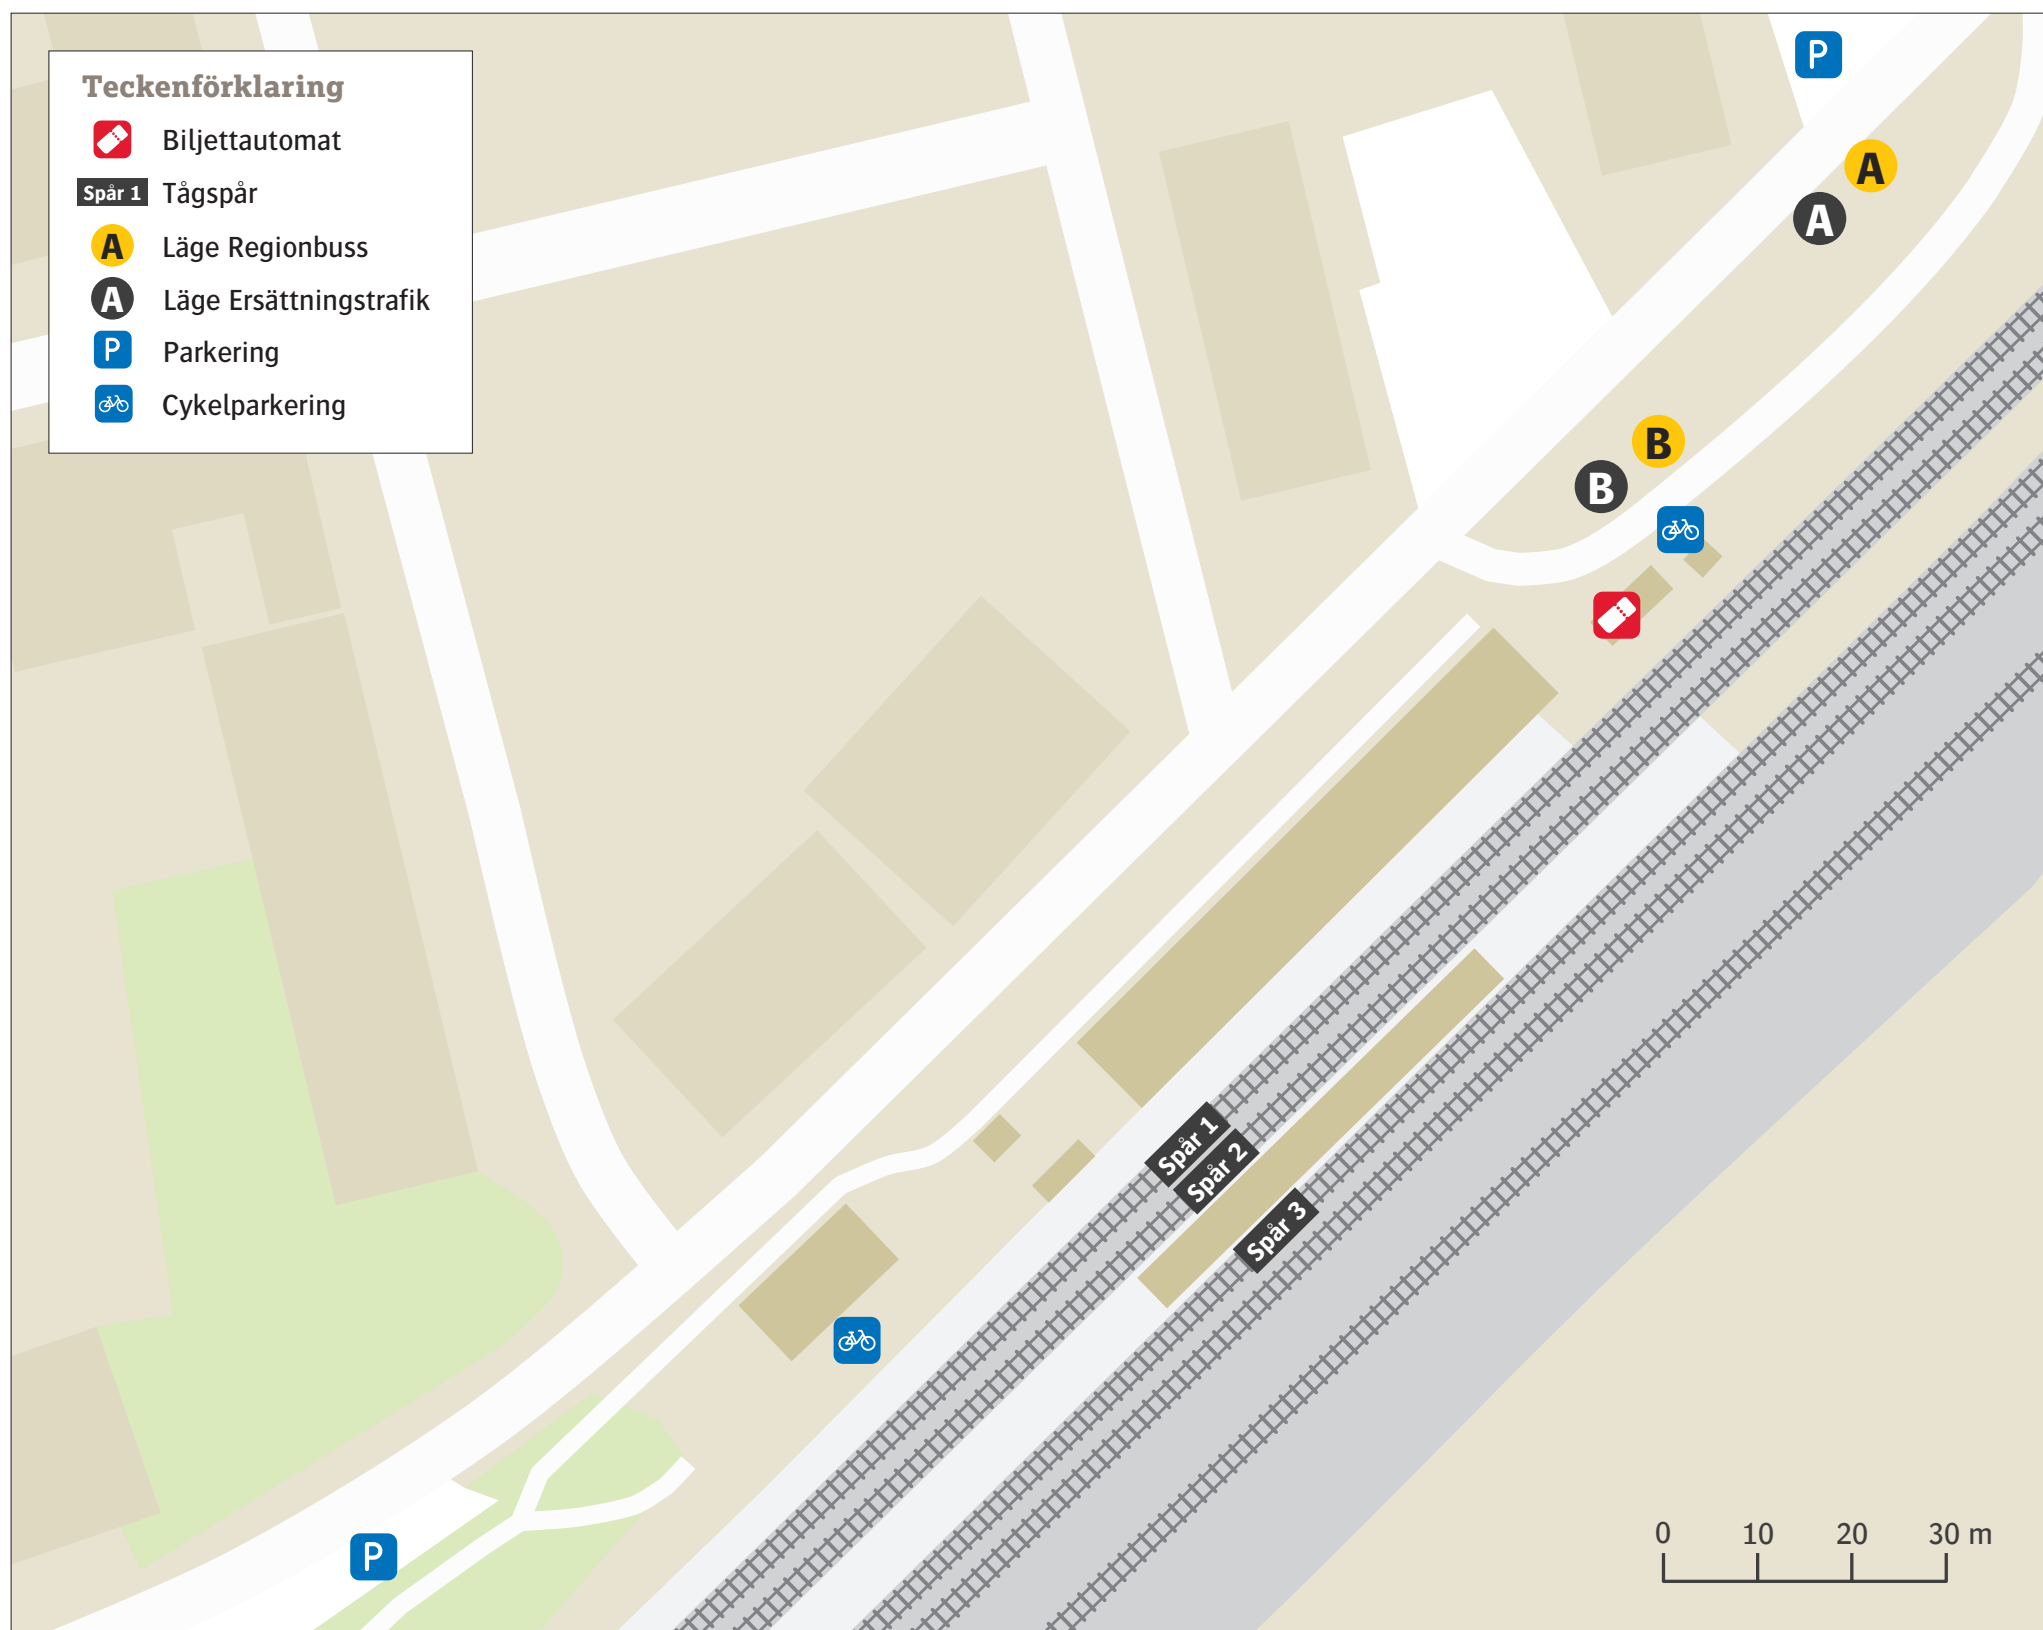 Teckenförklaring
Biljettautomat
Spår 1 Tågspår
A Läge Regionbuss
A Läge Ersättningstrafik
P Parkering
Cykelparkering
P
A
A
B
B
Spår 1
Spår 2
Spår 3
P
0 10 20 30 m